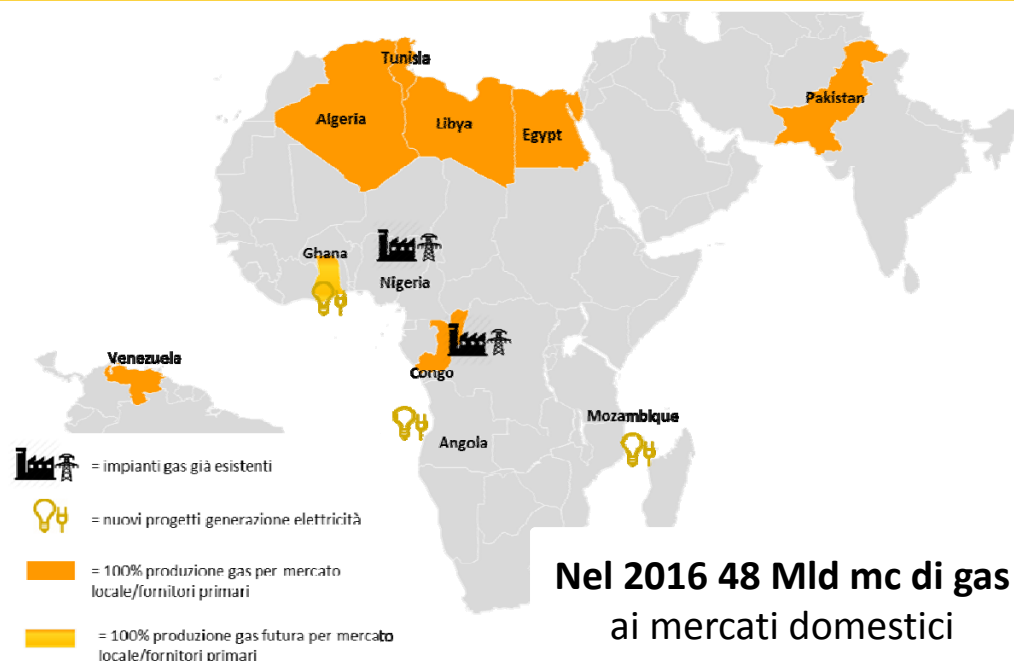 Tunisia
Algeria
Libya
Egypt
Pakistan
Ghana
Nigeria
Venezuela
Congo
Mozambique
Angola
= impianti gas già esistenti
= nuovi progetti generazione elettricità
= 100% produzione gas per mercato
locale/fornitori primari
= 100% produzione gas futura per mercato
locale/fornitori primari
Nel 2016 48 Mld mc di gas
ai mercati domestici